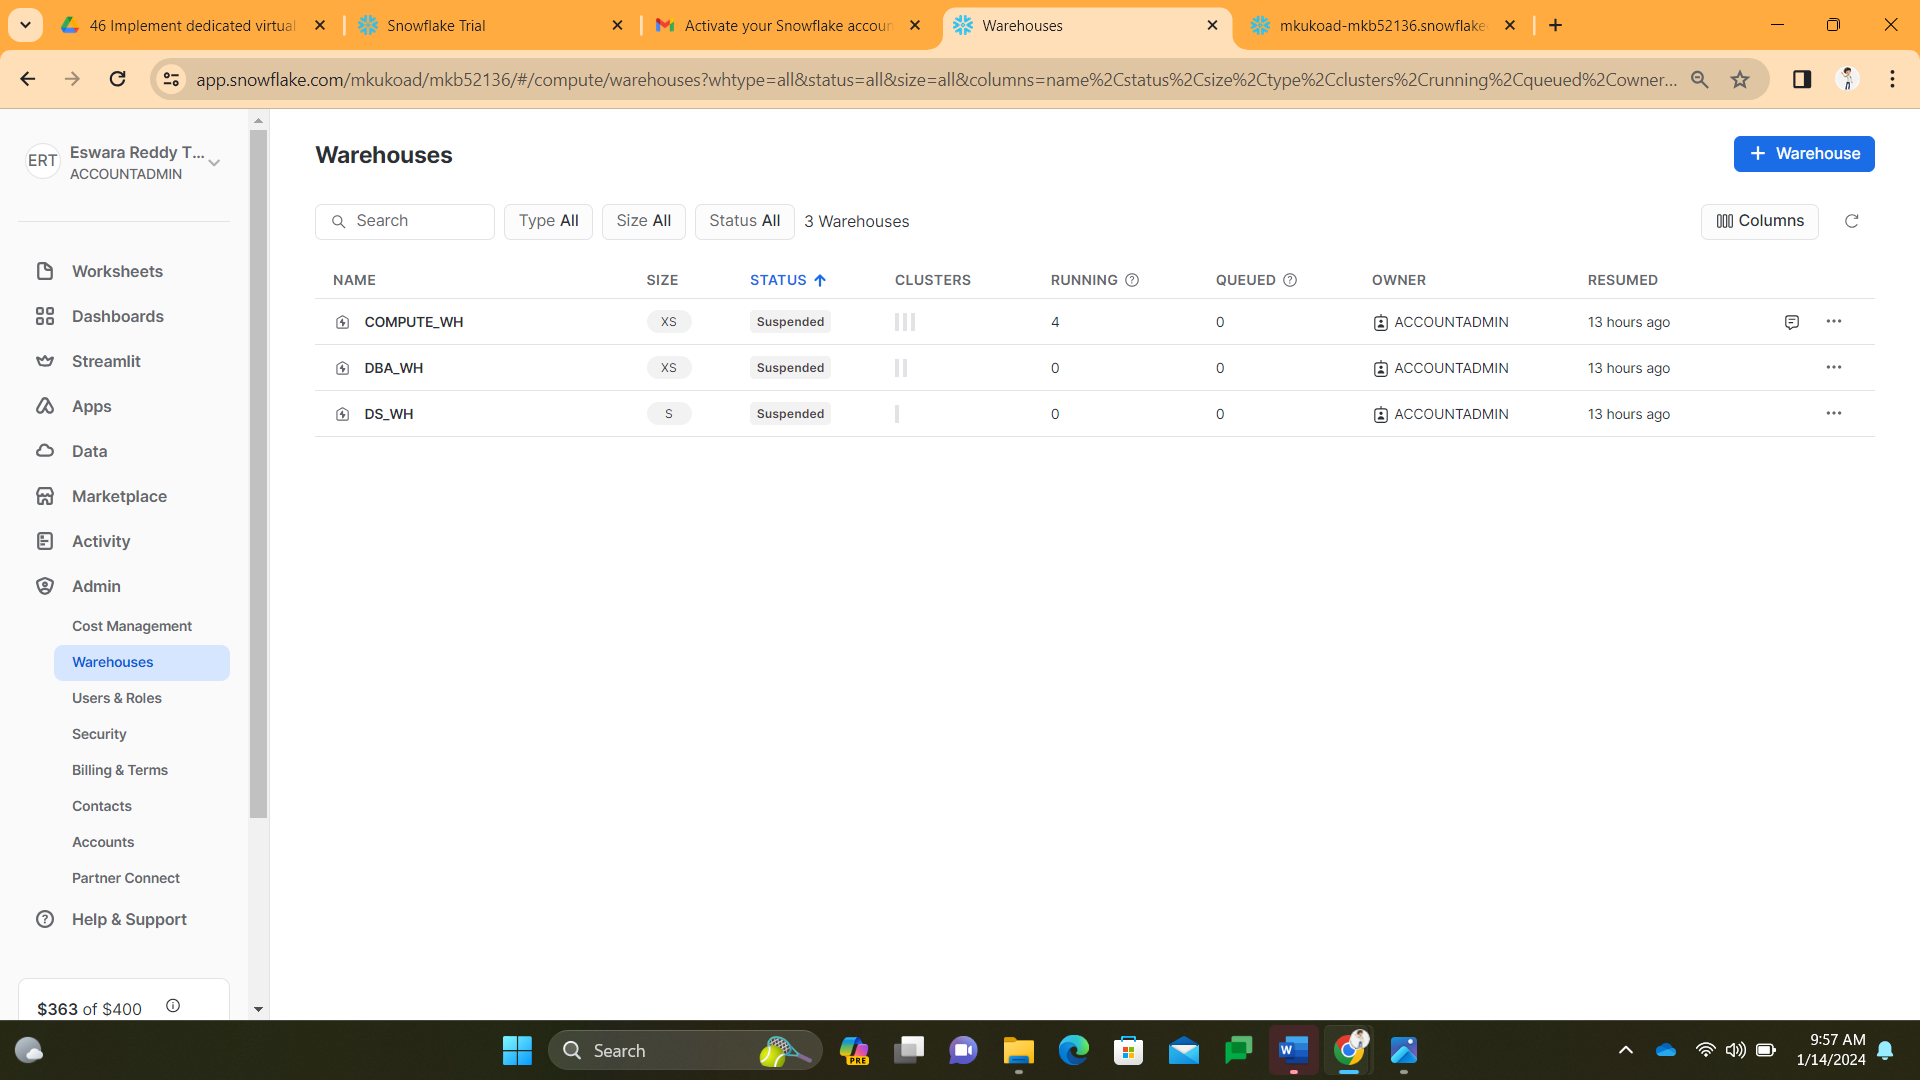 46 Implement dedicated virtual
Snowflake Trial
Activate your Snowflake accoun
Warehouses
mkukoad-mkb52136.snowflake
app.snowflake.com/mkukoad/mkb52136/#/compute/warehouses?whtype=all&status=all&size=all&columns=name%2Cstatus%2Csize%2Ctype%2Cclusters%2Crunning%2Cqueued%2Cowner...
ERT
Eswara Reddy T...
ACCOUNTADMIN
Worksheets
Dashboards
Streamlit
Apps
Data
Marketplace
Activity
Admin
Cost Management
Warehouses
Users & Roles
Security
Billing & Terms
Contacts
Accounts
Partner Connect
Help & Support
$363 of $400
Warehouses
+ Warehouse
Search
Type All
Size All
Status All
3 Warehouses
Columns
NAME SIZE STATUS CLUSTERS RUNNING QUEUED OWNER RESUMED
COMPUTE_WH XS Suspended 4 0 ACCOUNTADMIN 13 hours ago
DBA_WH XS Suspended 0 0 ACCOUNTADMIN 13 hours ago
DS_WH S Suspended 0 0 ACCOUNTADMIN 13 hours ago
Search
PRE
W
9:57 AM
1/14/2024